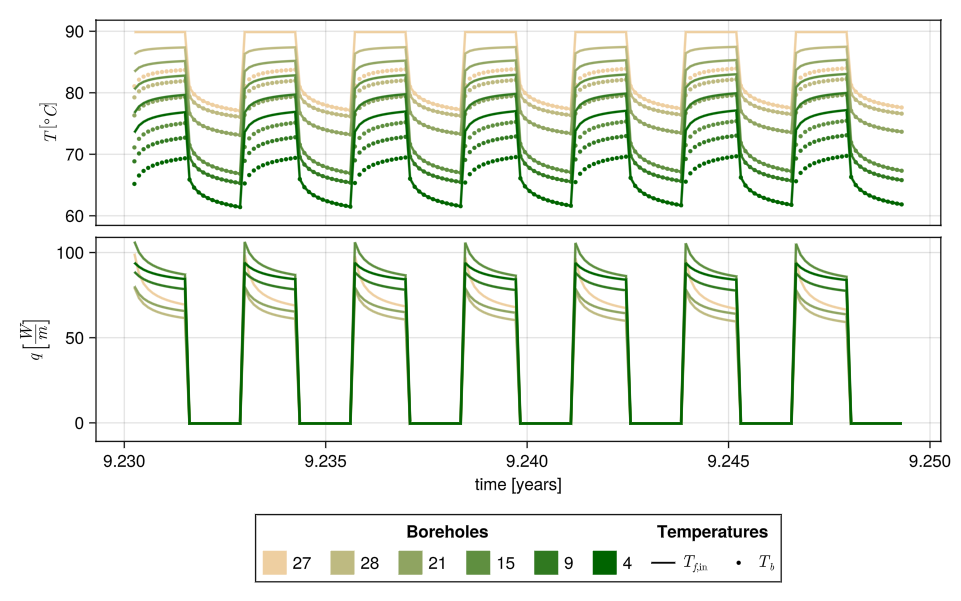 90
80
70
60
T [°C]
100
50
0
q [W/m]
9.230 9.235 9.240 9.245 9.250
time [years]
Boreholes Temperatures
27 28 21 15 9 4 T_{f,in} T_b